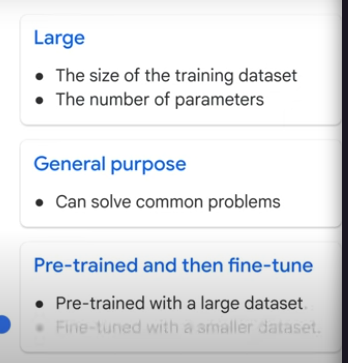 Large
• The size of the training dataset
• The number of parameters
General purpose
• Can solve common problems
Pre-trained and then fine-tune
• Pre-trained with a large dataset.
• Fine-tuned with a smaller dataset.